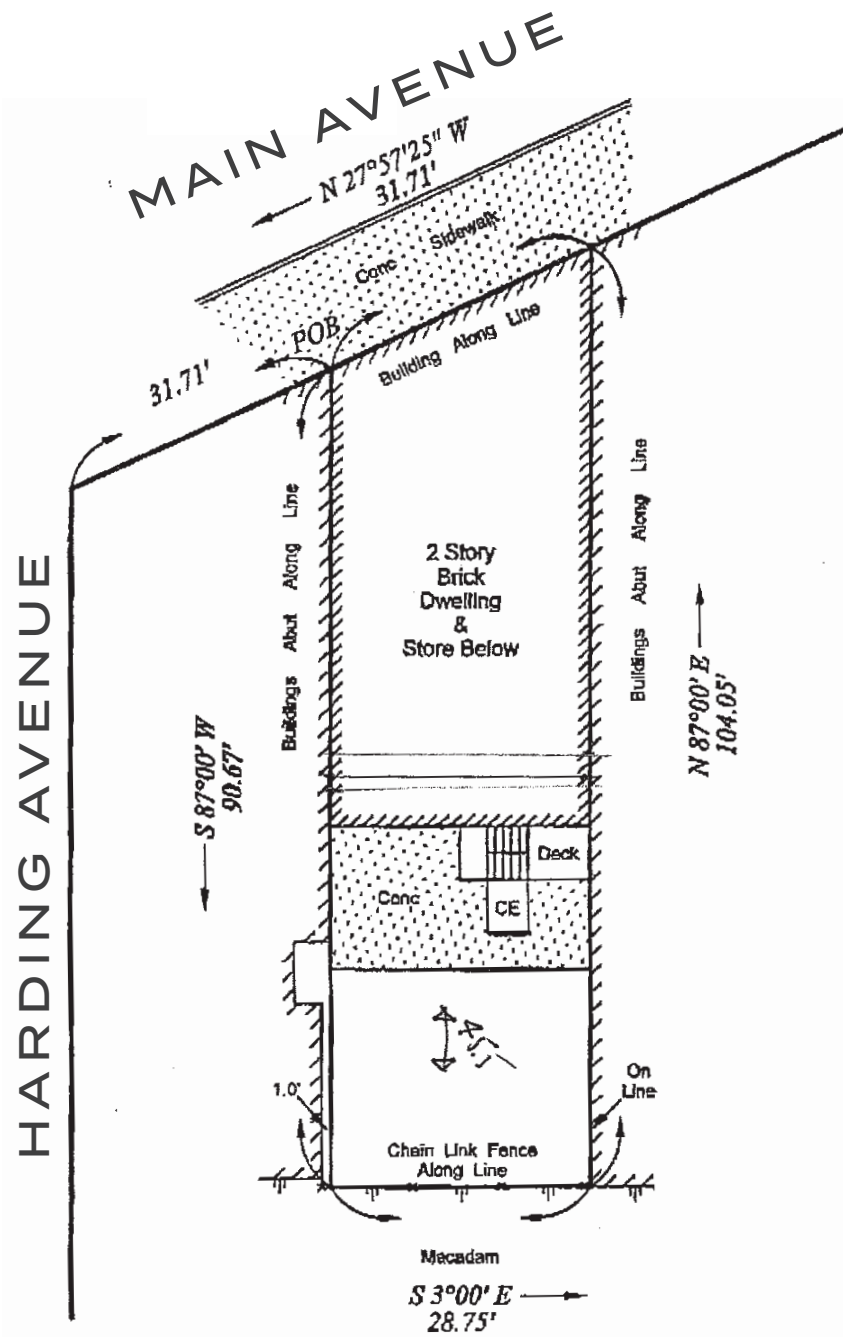 MAIN AVENUE
N 27°57'25" W
31.71'
Conc Sidewalk
POB
31.71'
Building Along Line
Buildings Abut Along Line
Buildings Abut Along Line
2 Story
Brick
Dwelling
&
Store Below
HARDING AVENUE
S 87°00' W
90.67'
N 87°00' E
104.05'
Deck
Conc
CE
1.0'
On
Line
Chain Link Fence
Along Line
Macadam
S 3°00' E
28.75'